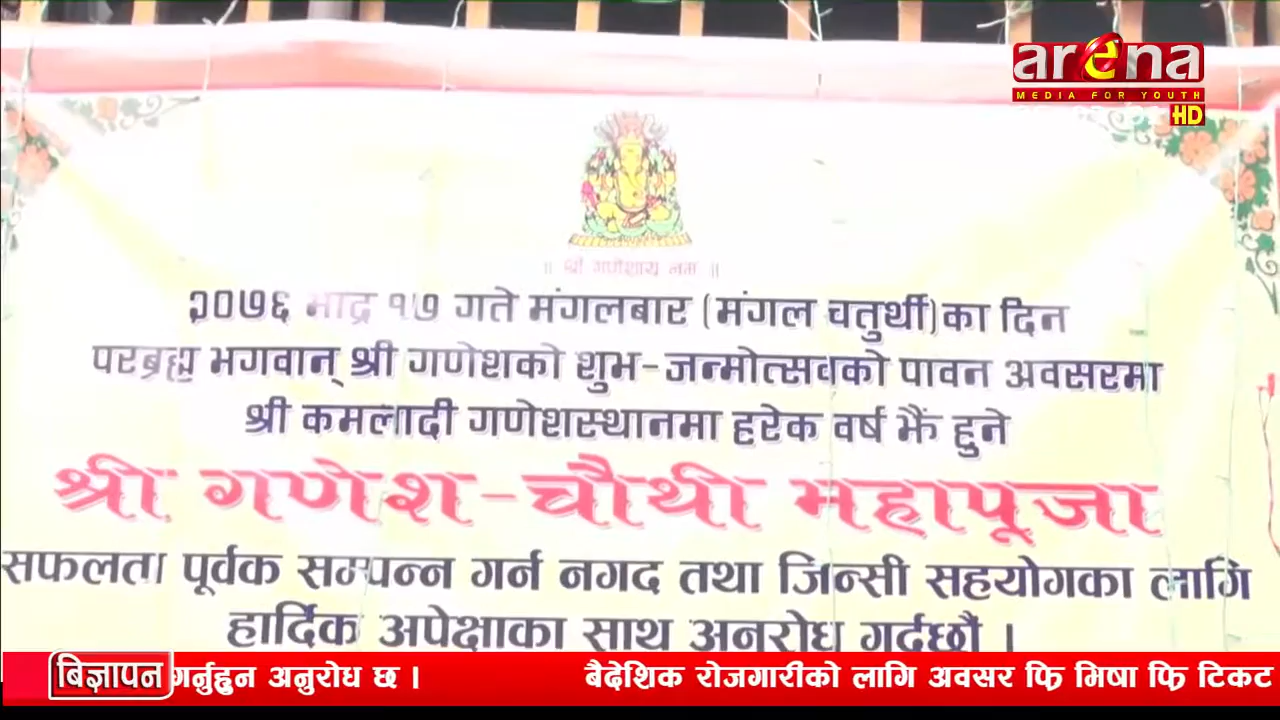 arena
MEDIA FOR YOUTH
HD
॥ श्री गणेशाय नमः ॥
२०७६ भाद्र १७ गते मंगलबार (मंगल चतुर्थी)का दिन
परब्रह्म भगवान् श्री गणेशको शुभ-जन्मोत्सवको पावन अवसरमा
श्री कमलादी गणेशस्थानमा हरेक वर्ष झैं हुने
श्री गणेश-चौथी महापूजा
सफलता पूर्वक सम्पन्न गर्न नगद तथा जिन्सी सहयोगका लागि
हार्दिक अपेक्षाका साथ अनुरोध गर्दछौं ।
बिज्ञापन गर्नुहुन अनुरोध छ । बैदेशिक रोजगारीको लागि अवसर फ्रि भिषा फ्रि टिकट